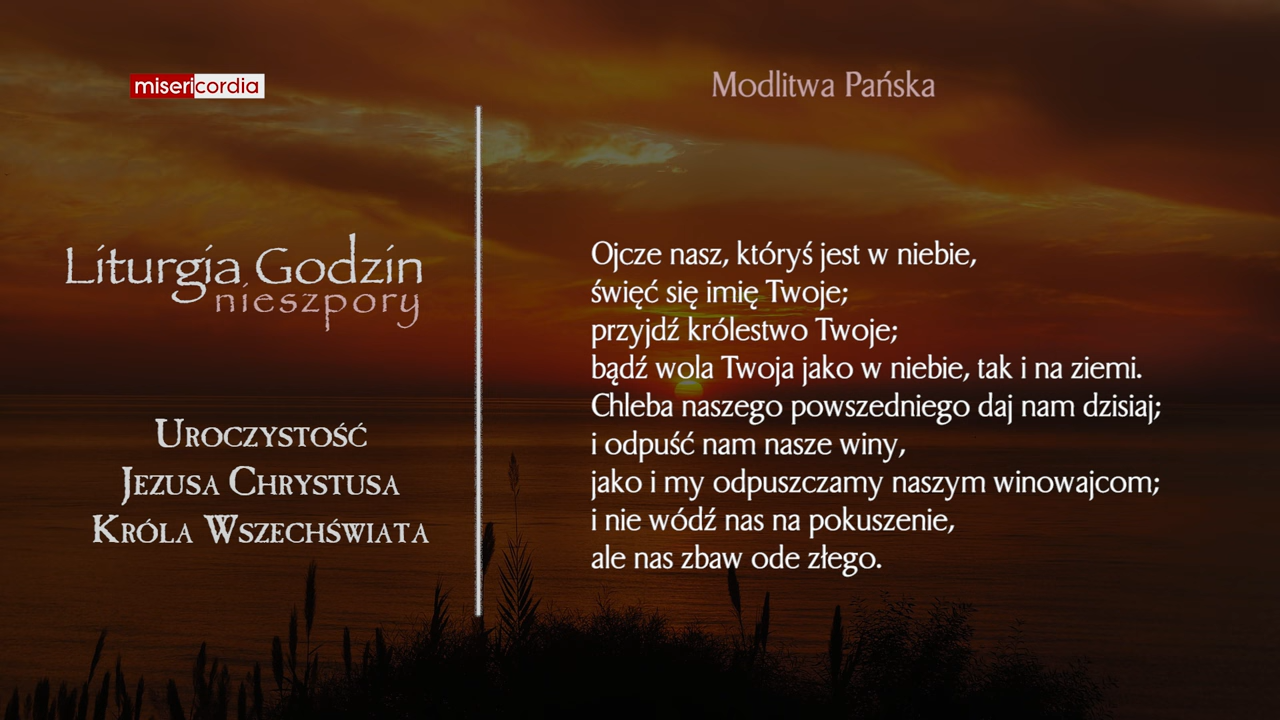 misericordia
Liturgia Godzin
nieszpory
Uroczystość
Jezusa Chrystusa
Króla Wszechświata
Modlitwa Pańska
Ojcze nasz, któryś jest w niebie,
święć się imię Twoje;
przyjdź królestwo Twoje;
bądź wola Twoja jako w niebie, tak i na ziemi.
Chleba naszego powszedniego daj nam dzisiaj;
i odpuść nam nasze winy,
jako i my odpuszczamy naszym winowajcom;
i nie wódź nas na pokuszenie,
ale nas zbaw ode złego.